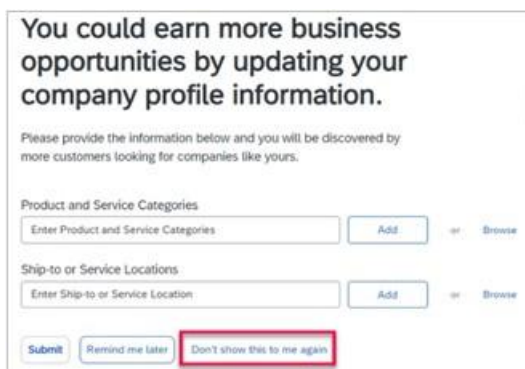 You could earn more business
opportunities by updating your
company profile information.
Please provide the information below and you will be discovered by
more customers looking for companies like yours.
Product and Service Categories
Enter Product and Service Categories Add or Browse
Ship-to or Service Locations
Enter Ship-to or Service Location Add or Browse
Submit Remind me later Don't show this to me again